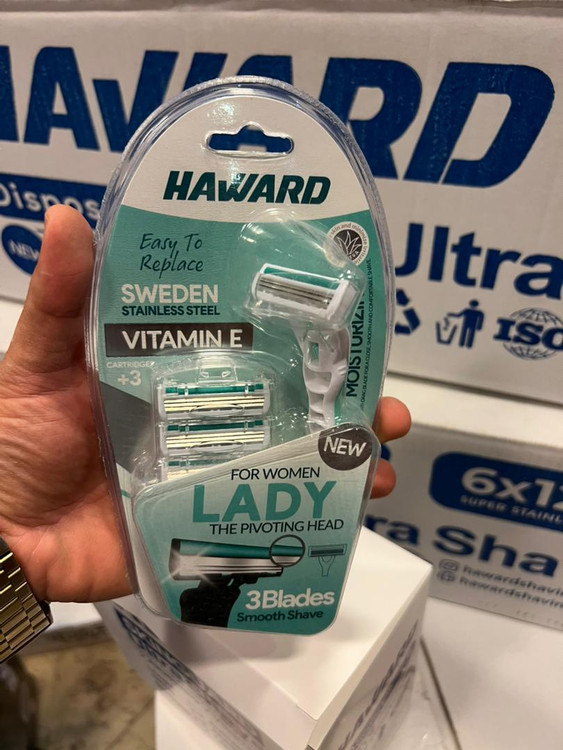 HAWARD
Dispos
NEW
Ultra
ISO
6x12
SUPER STAINL
ra Sha
hawardshavin
hawardshavin
HAWARD
Easy To
Replace
SWEDEN
STAINLESS STEEL
VITAMIN E
CARTRIDGE
+3
MOISTURIZI
NEW
FOR WOMEN
LADY
THE PIVOTING HEAD
3Blades
Smooth Shave
HAWARD